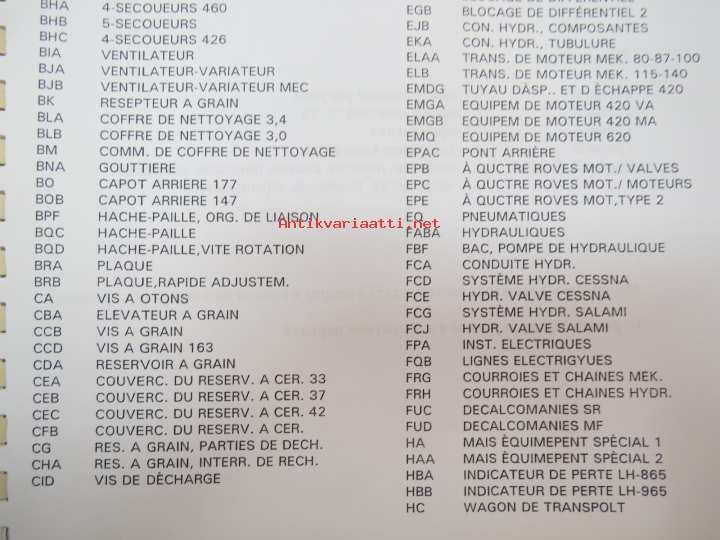 BHA 4-SECOUEURS 460
BHB 5-SECOUEURS
BHC 4-SECOUEURS 426
BIA VENTILATEUR
BJA VENTILATEUR-VARIATEUR
BJB VENTILATEUR-VARIATEUR MEC
BK RESEPTEUR A GRAIN
BLA COFFRE DE NETTOYAGE 3,4
BLB COFFRE DE NETTOYAGE 3,0
BM COMM. DE COFFRE DE NETTOYAGE
BNA GOUTTIERE
BO CAPOT ARRIERE 177
BOB CAPOT ARRIERE 147
BPF HACHE-PAILLE, ORG. DE LIAISON
BQC HACHE-PAILLE
BQD HACHE-PAILLE,VITE ROTATION
BRA PLAQUE
BRB PLAQUE,RAPIDE ADJUSTEM.
CA VIS A OTONS
CBA ELEVATEUR A GRAIN
CCB VIS A GRAIN
CCD VIS A GRAIN 163
CDA RESERVOIR A GRAIN
CEA COUVERC. DU RESERV. A CER. 33
CEB COUVERC. DU RESERV. A CER. 37
CEC COUVERC. DU RESERV. A CER. 42
CFB COUVERC. DU RESERV. A CER.
CG RES. A GRAIN, PARTIES DE DECH.
CHA RES. A GRAIN, INTERR. DE RECH.
CID VIS DE DÈCHARGE
EGB BLOCAGE DE DIFFÉRENTIEL 2
EJB CON. HYDR., COMPOSANTES
EKA CON. HYDR., TUBULURE
ELAA TRANS. DE MOTEUR MEK. 80-87-100
ELB TRANS. DE MOTEUR MEK. 115-140
EMDG TUYAU DÀSP.. ET D ÈCHAPPE 420
EMGA EQUIPEM DE MOTEUR 420 VA
EMGB EQUIPEM DE MOTEUR 420 MA
EMQ EQUIPEM DE MOTEUR 620
EPAC PONT ARRIÈRE
EPB À QUCTRE ROVES MOT./ VALVES
EPC À QUCTRE ROVES MOT./ MOTEURS
EPE À QUCTRE ROVES MOT,TYPE 2
EQ PNEUMATIQUES
FABA HYDRAULIQUES
FBF BAC, POMPE DE HYDRAULIQUE
FCA CONDUITE HYDR.
FCD SYSTÈME HYDR. CESSNA
FCE HYDR. VALVE CESSNA
FCG SYSTÈME HYDR. SALAMI
FCJ HYDR. VALVE SALAMI
FPA INST. ELECTRIQUES
FQB LIGNES ELECTRIGYUES
FRG COURROIES ET CHAINES MEK.
FRH COURROIES ET CHAINES HYDR.
FUC DECALCOMANIES SR
FUD DECALCOMANIES MF
HA MAIS ÈQUIMEPENT SPÈCIAL 1
HAA MAIS ÈQUIMEPENT SPÈCIAL 2
HBA INDICATEUR DE PERTE LH-865
HBB INDICATEUR DE PERTE LH-965
HC WAGON DE TRANSPOLT
Antikvariaatti.net